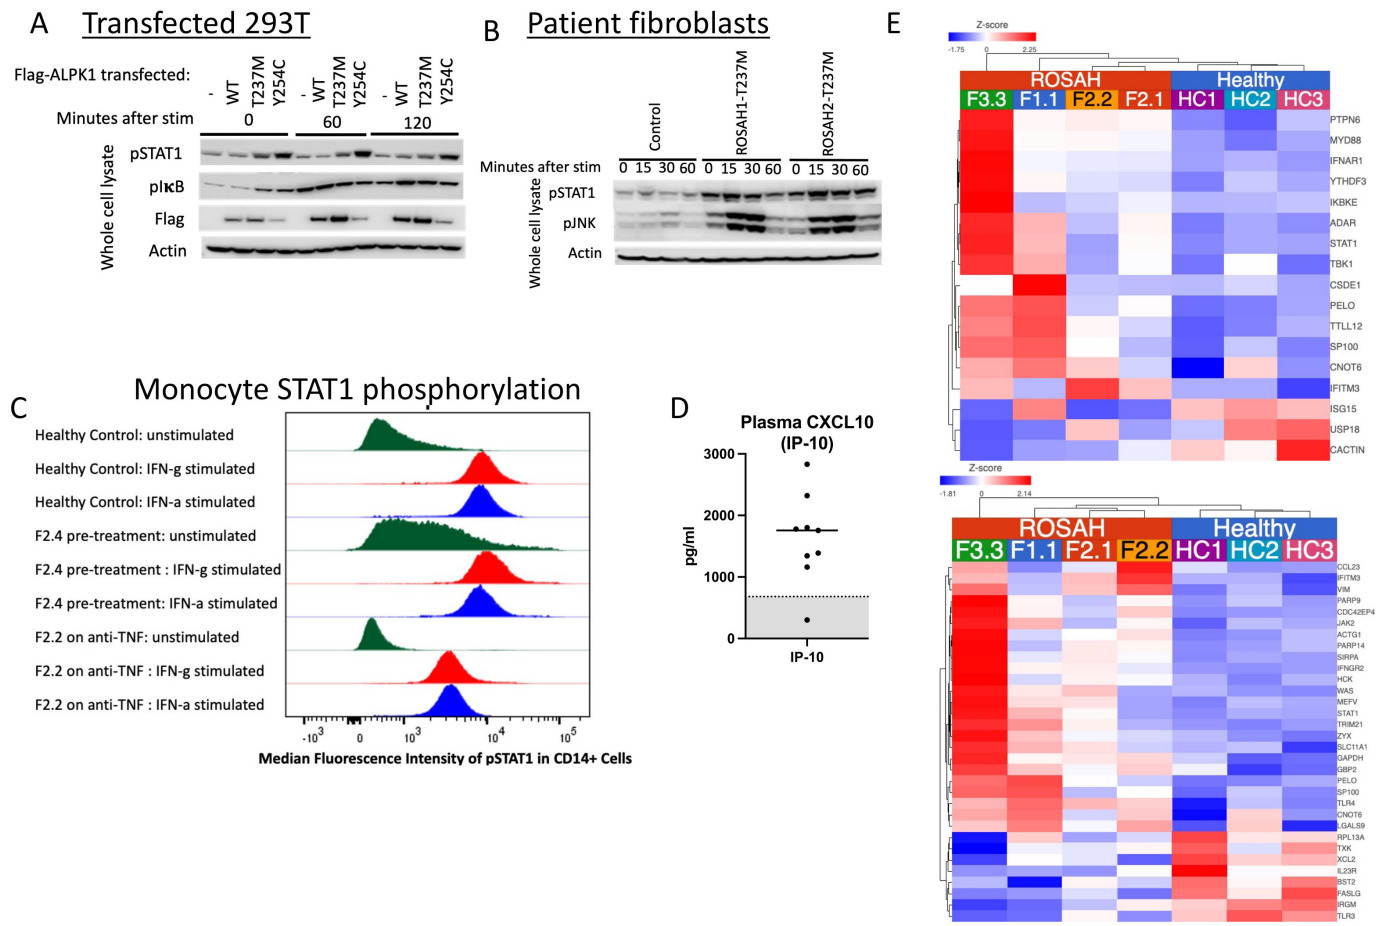 A Transfected 293T
Flag-ALPK1 transfected: - WT T237M Y254C - WT T237M Y254C - WT T237M Y254C
Minutes after stim 0 60 120
Whole cell lysate
pSTAT1
pIκB
Flag
Actin
B Patient fibroblasts
Control ROSAH1-T237M ROSAH2-T237M
Minutes after stim 0 15 30 60 0 15 30 60 0 15 30 60
Whole cell lysate
pSTAT1
pJNK
Actin
C Monocyte STAT1 phosphorylation
Healthy Control: unstimulated
Healthy Control: IFN-g stimulated
Healthy Control: IFN-a stimulated
F2.4 pre-treatment: unstimulated
F2.4 pre-treatment : IFN-g stimulated
F2.4 pre-treatment: IFN-a stimulated
F2.2 on anti-TNF: unstimulated
F2.2 on anti-TNF : IFN-g stimulated
F2.2 on anti-TNF : IFN-a stimulated
-10³ 0 10³ 10⁴ 10⁵
Median Fluorescence Intensity of pSTAT1 in CD14+ Cells
D
Plasma CXCL10
(IP-10)
pg/ml
3000
2000
1000
0
IP-10
E
Z-score
-1.75 0 2.25
ROSAH Healthy
F3.3 F1.1 F2.2 F2.1 HC1 HC2 HC3
PTPN6
MYD88
IFNAR1
YTHDF3
IKBKE
ADAR
STAT1
TBK1
CSDE1
PELO
TTLL12
SP100
CNOT6
IFITM3
ISG15
USP18
CACTIN
Z-score
-1.81 0 2.14
ROSAH Healthy
F3.3 F1.1 F2.1 F2.2 HC1 HC2 HC3
CCL23
IFITM3
VIM
PARP9
CDC42EP4
JAK2
ACTG1
PARP14
SIRPA
IFNGR2
HCK
WAS
MEFV
STAT1
TRIM21
ZYX
SLC11A1
GAPDH
GBP2
PELO
SP100
TLR4
CNOT6
LGALS9
RPL13A
TXK
XCL2
IL23R
BST2
FASLG
IRGM
TLR3